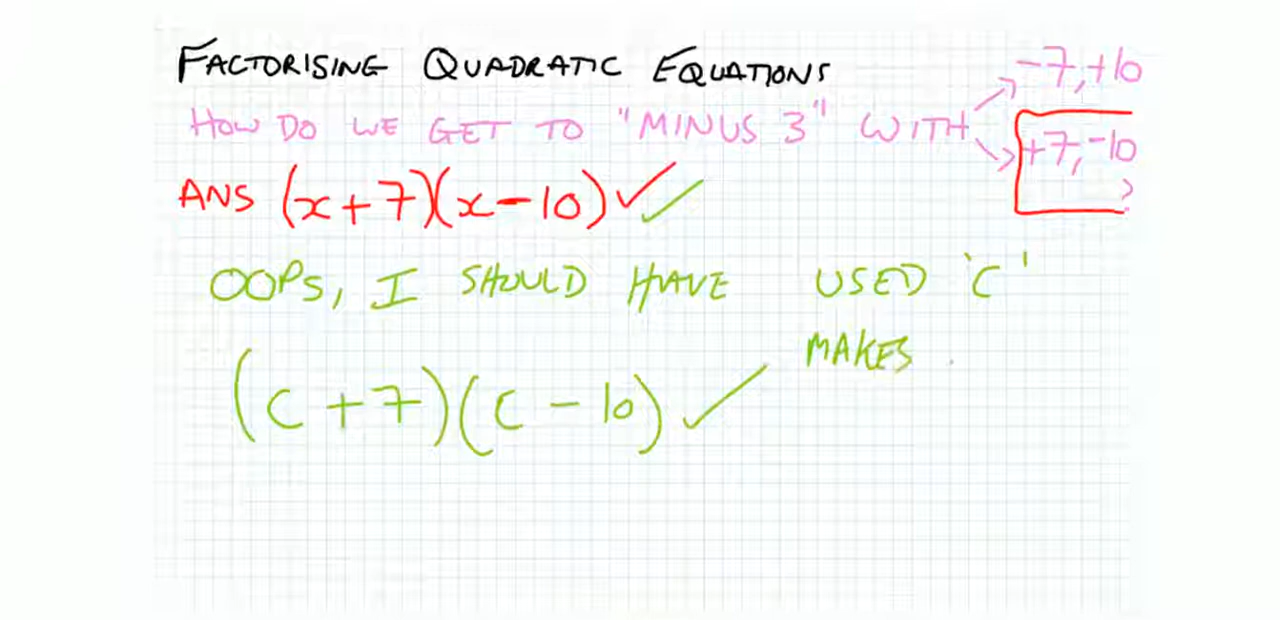 FACTORISING QUADRATIC EQUATIONS
-7, +10
HOW DO WE GET TO "MINUS 3" WITH
+7, -10
?
ANS (x+7)(x-10)
OOPS, I SHOULD HAVE USED 'C'
MAKES
(C+7)(C-10)